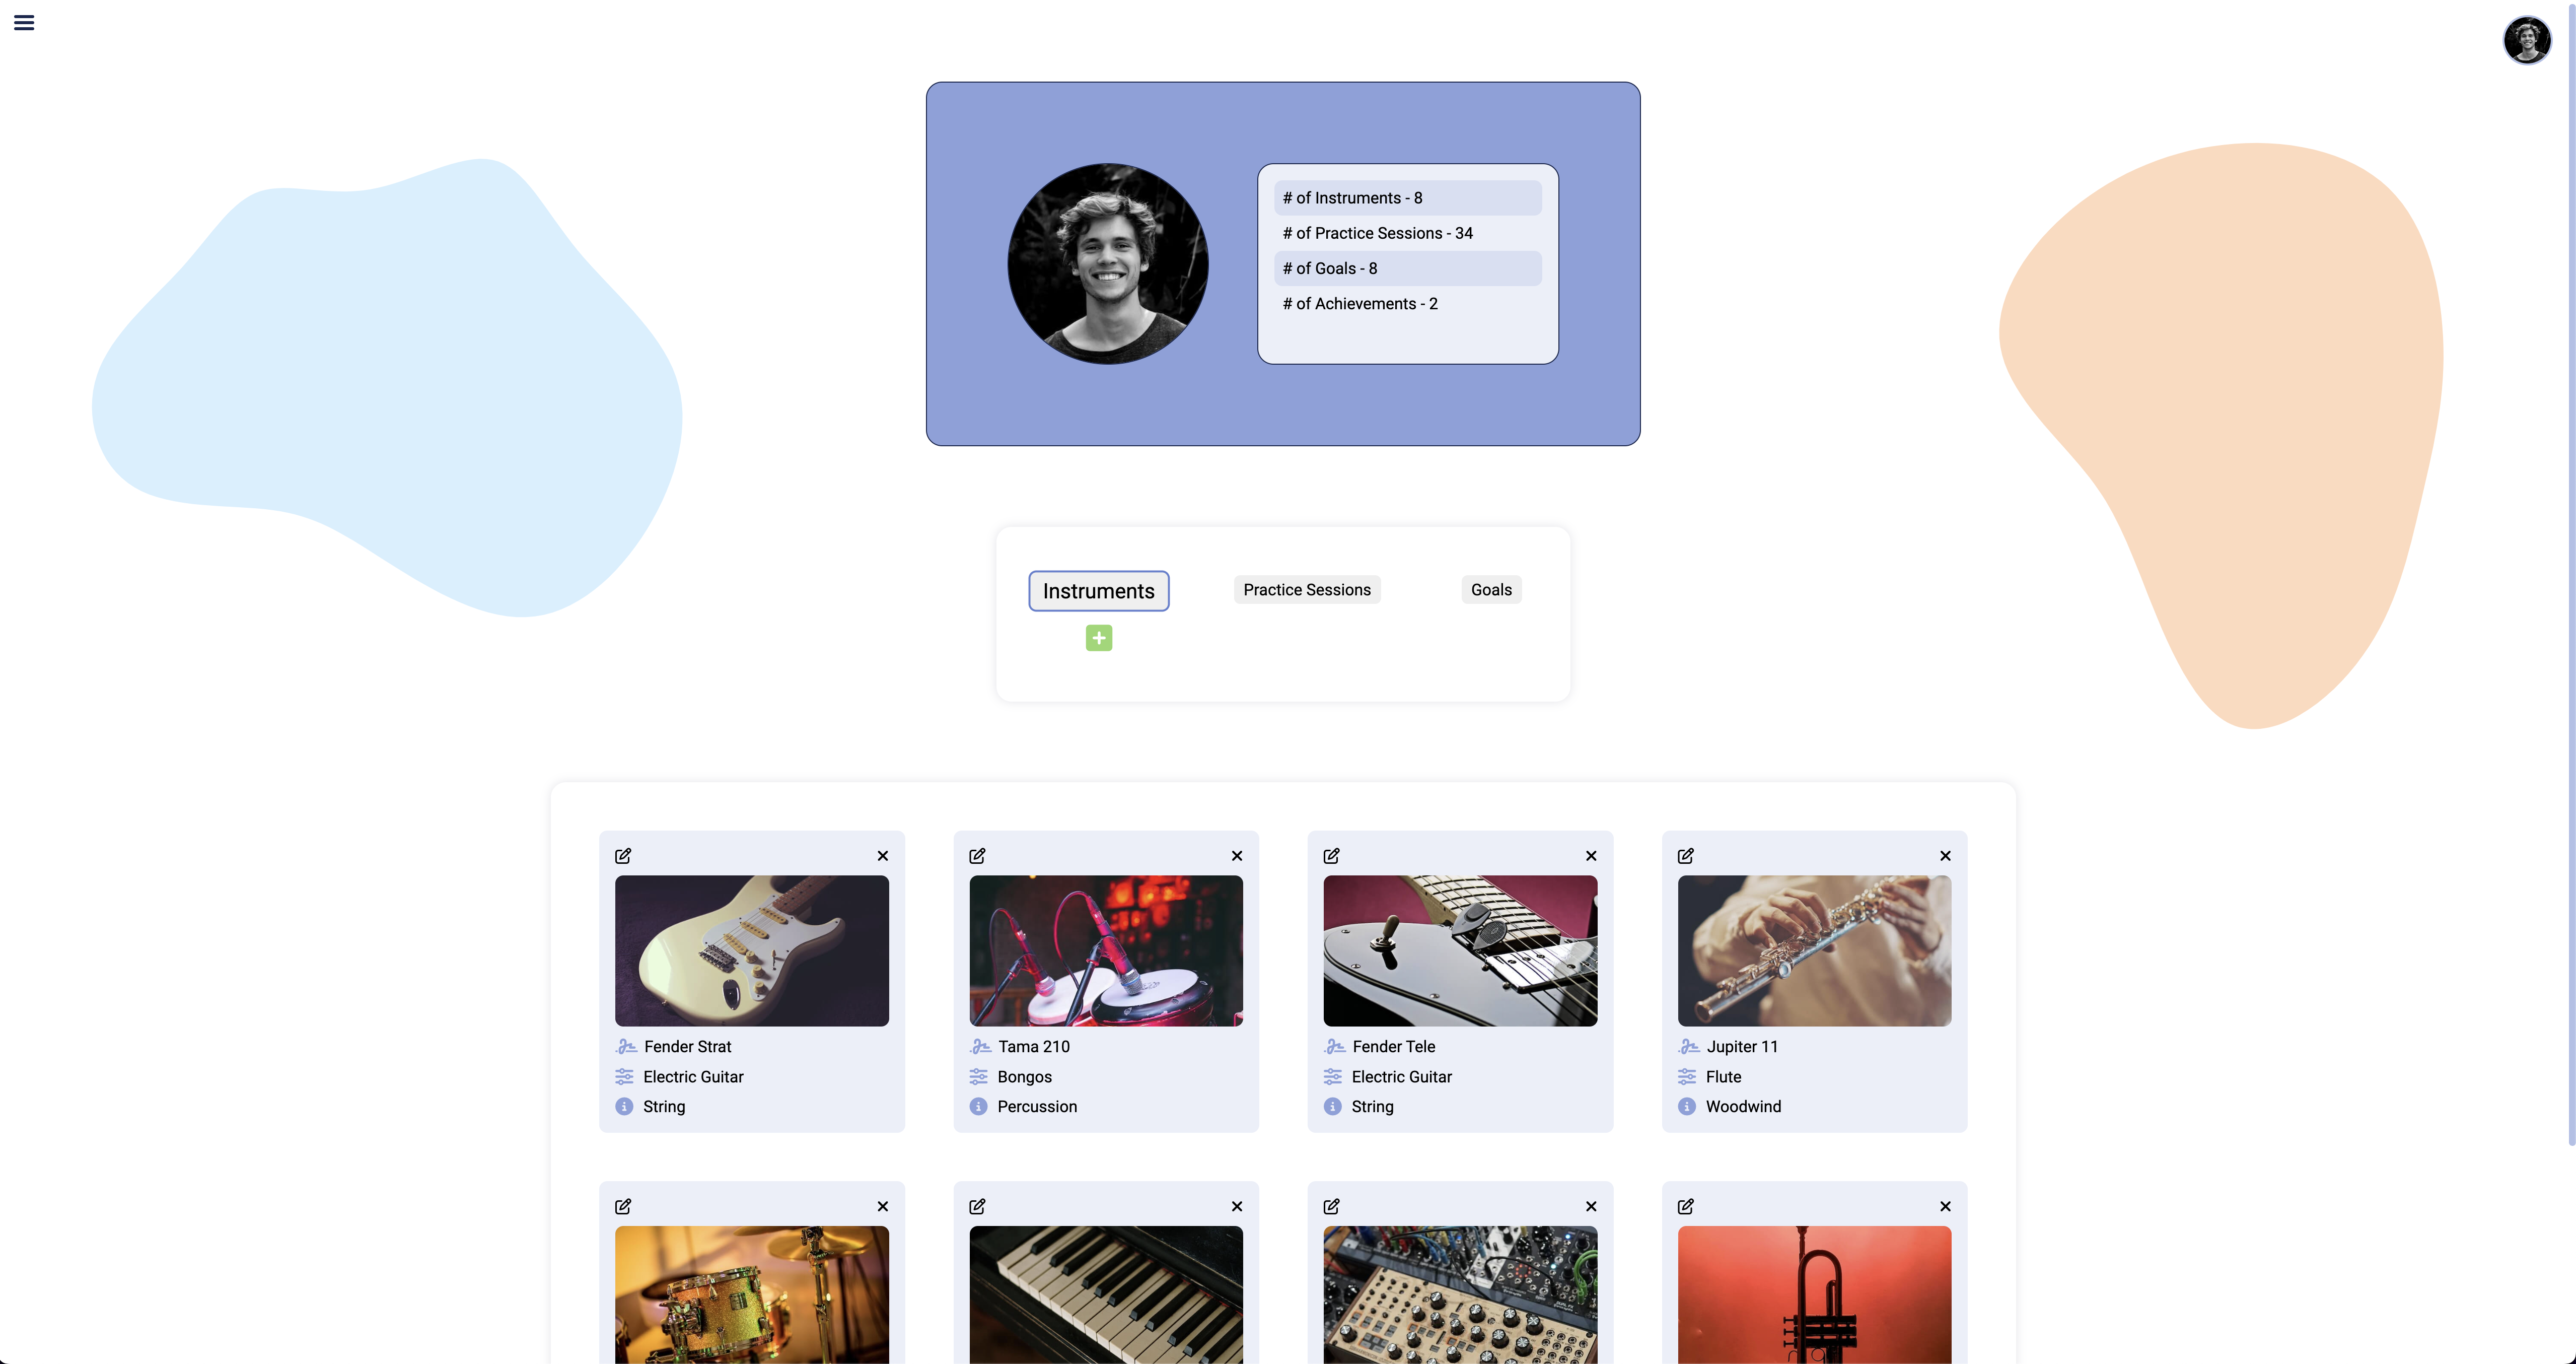 # of Instruments - 8
# of Practice Sessions - 34
# of Goals - 8
# of Achievements - 2
Instruments
Practice Sessions
Goals
Fender Strat
Electric Guitar
String
Tama 210
Bongos
Percussion
Fender Tele
Electric Guitar
String
Jupiter 11
Flute
Woodwind